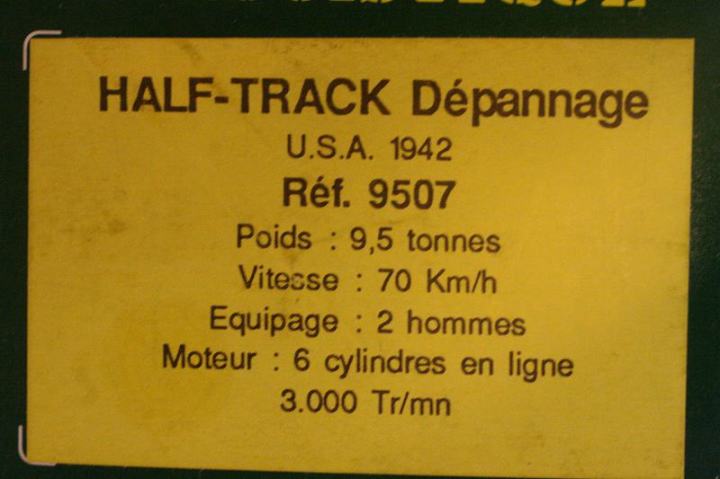 HALF-TRACK Dépannage
U.S.A. 1942
Réf. 9507
Poids : 9,5 tonnes
Vitesse : 70 Km/h
Equipage : 2 hommes
Moteur : 6 cylindres en ligne
3.000 Tr/mn